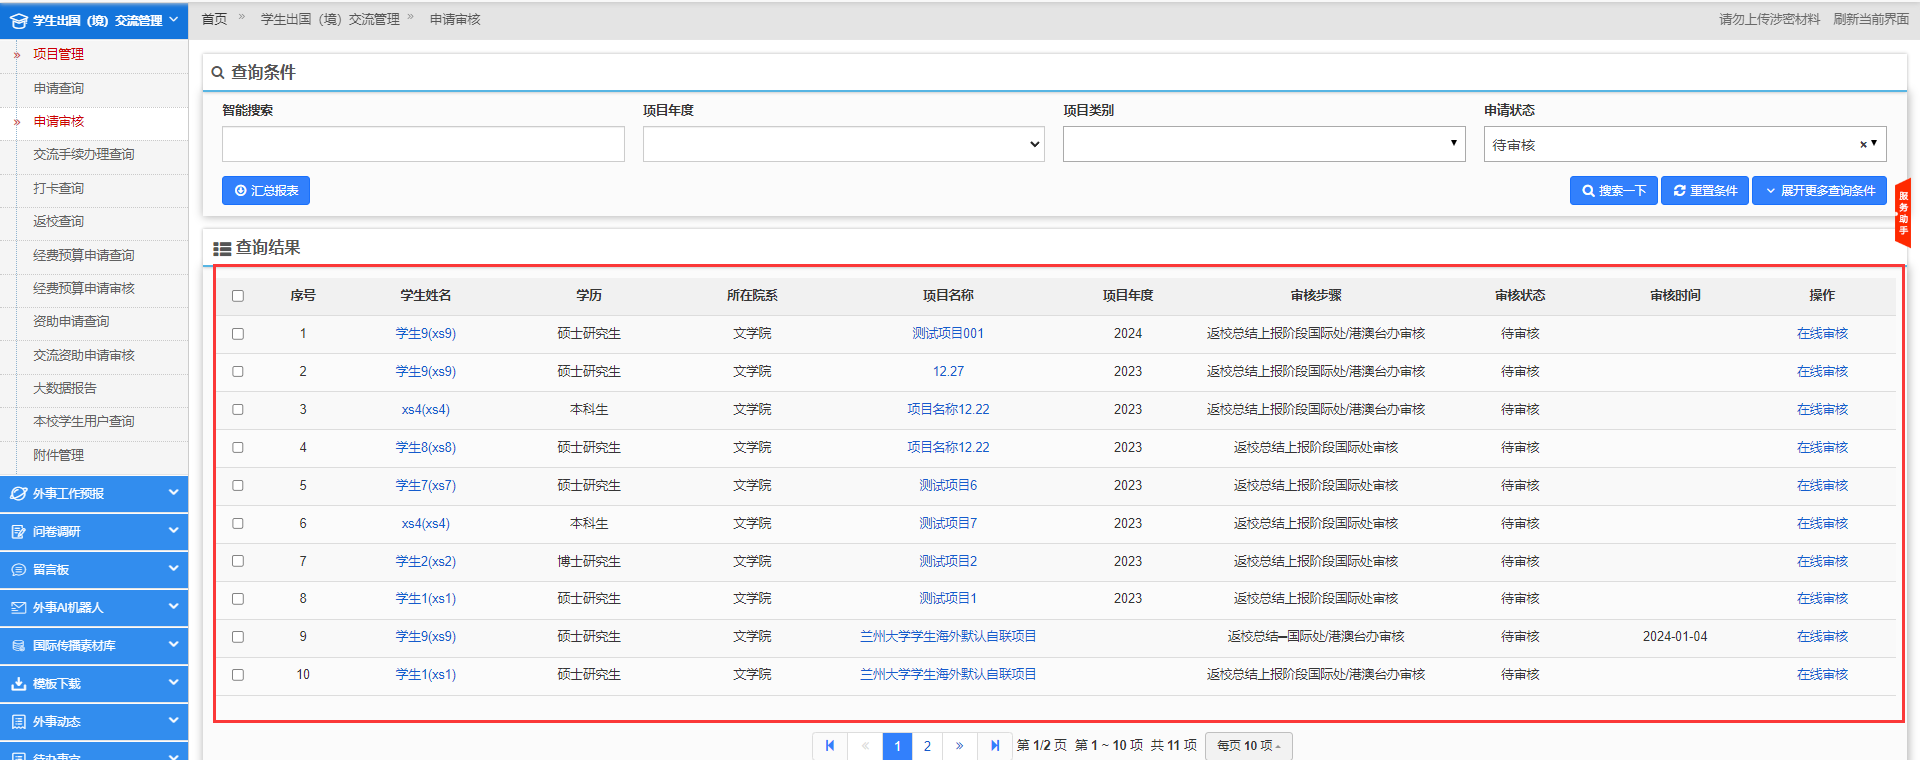 学生出国（境）交流管理
首页 » 学生出国（境）交流管理 » 申请审核
请勿上传涉密材料 刷新当前界面
» 项目管理
申请查询
» 申请审核
交流手续办理查询
打卡查询
返校查询
经费预算申请查询
经费预算申请审核
资助申请查询
交流资助申请审核
大数据报告
本校学生用户查询
附件管理
外事工作预报
问卷调研
留言板
外事AI机器人
国际传播素材库
模板下载
外事动态
待办事宜
查询条件
智能搜索 项目年度 项目类别 申请状态
待审核 ×
汇总报表 搜索一下 重置条件 展开更多查询条件
服务助手
查询结果
序号 学生姓名 学历 所在院系 项目名称 项目年度 审核步骤 审核状态 审核时间 操作
1 学生9(xs9) 硕士研究生 文学院 测试项目001 2024 返校总结上报阶段国际处/港澳台办审核 待审核 在线审核
2 学生9(xs9) 硕士研究生 文学院 12.27 2023 返校总结上报阶段国际处/港澳台办审核 待审核 在线审核
3 xs4(xs4) 本科生 文学院 项目名称12.22 2023 返校总结上报阶段国际处/港澳台办审核 待审核 在线审核
4 学生8(xs8) 硕士研究生 文学院 项目名称12.22 2023 返校总结上报阶段国际处审核 待审核 在线审核
5 学生7(xs7) 硕士研究生 文学院 测试项目6 2023 返校总结上报阶段国际处审核 待审核 在线审核
6 xs4(xs4) 本科生 文学院 测试项目7 2023 返校总结上报阶段国际处审核 待审核 在线审核
7 学生2(xs2) 博士研究生 文学院 测试项目2 2023 返校总结上报阶段国际处审核 待审核 在线审核
8 学生1(xs1) 硕士研究生 文学院 测试项目1 2023 返校总结上报阶段国际处审核 待审核 在线审核
9 学生9(xs9) 硕士研究生 文学院 兰州大学学生海外默认自联项目 返校总结—国际处/港澳台办审核 待审核 2024-01-04 在线审核
10 学生1(xs1) 硕士研究生 文学院 兰州大学学生海外默认自联项目 返校总结上报阶段国际处/港澳台办审核 待审核 在线审核
« 1 2 » 第 1/2 页 第 1 ~ 10 项 共 11 项 每页 10 项